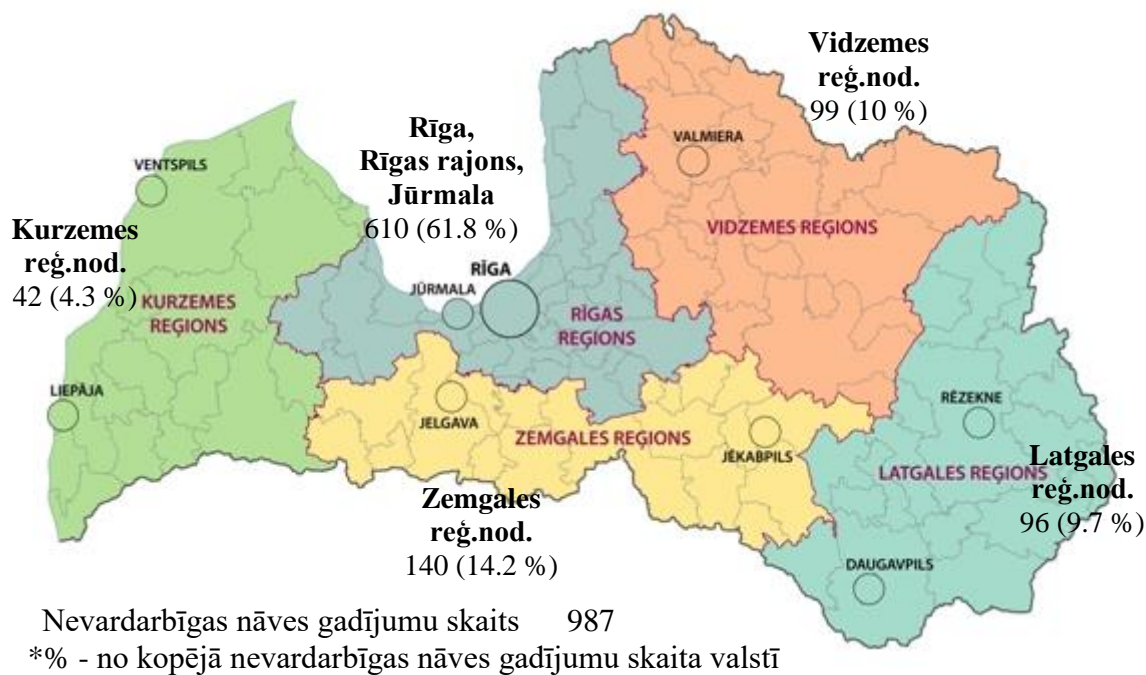 Vidzemes
reģ.nod.
99 (10 %)
Rīga,
Rīgas rajons,
Jūrmala
610 (61.8 %)
Kurzemes
reģ.nod.
42 (4.3 %)
VENTSPILS
VALMIERA
VIDZEMES REĢIONS
RĪGA
JŪRMALA
KURZEMES
REĢIONS
RĪGAS
REĢIONS
LIEPĀJA
JELGAVA
ZEMGALES REĢIONS
JĒKABPILS
RĒZEKNE
LATGALES REĢIONS
Latgales
reģ.nod.
96 (9.7 %)
Zemgales
reģ.nod.
140 (14.2 %)
DAUGAVPILS
Nevardarbīgas nāves gadījumu skaits 987
*% - no kopējā nevardarbīgas nāves gadījumu skaita valstī